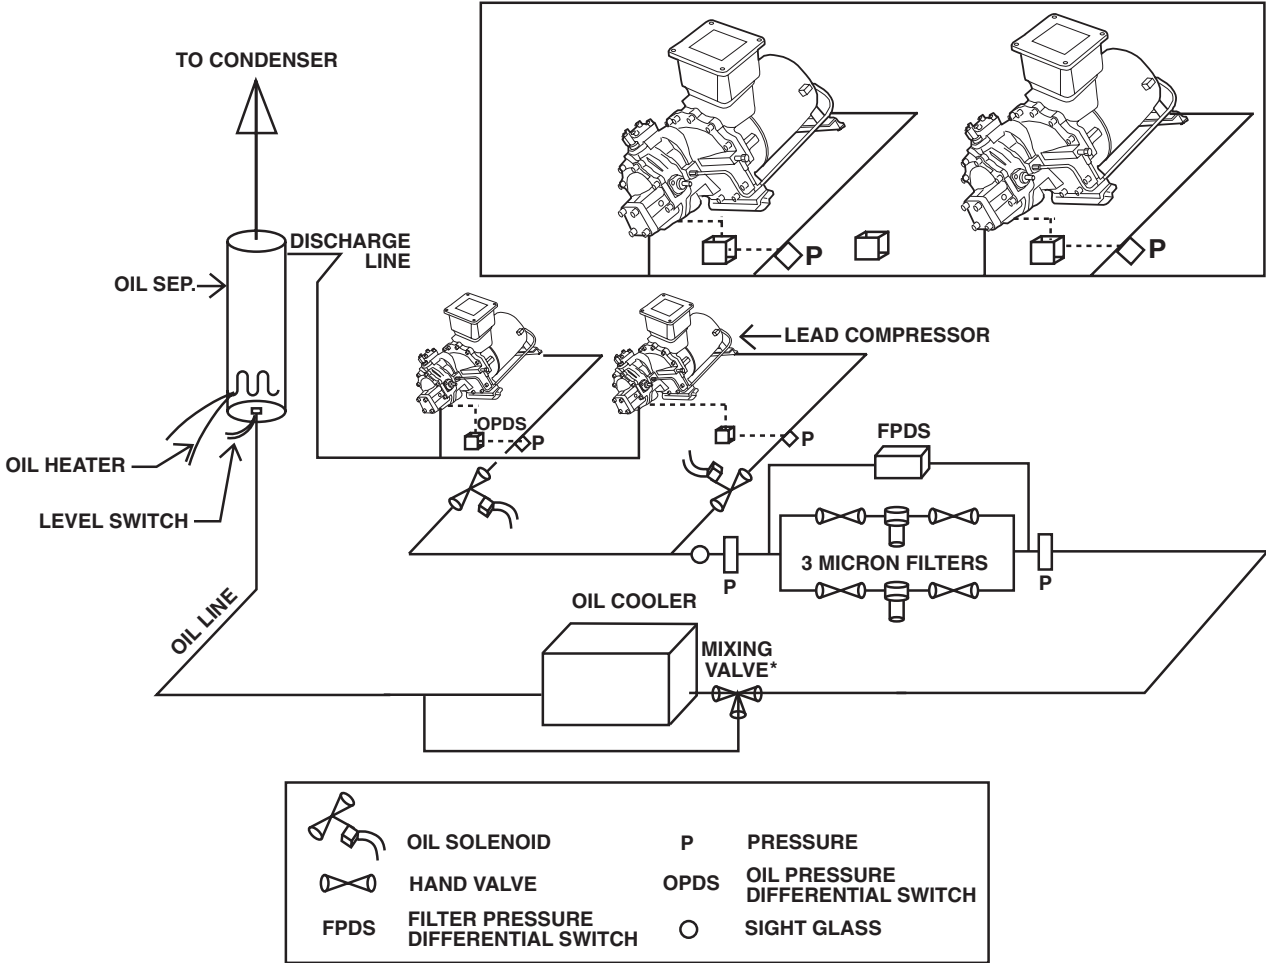 TO CONDENSER
DISCHARGE
LINE
OIL SEP.
P
P
LEAD COMPRESSOR
OPDS
P
P
FPDS
OIL HEATER
LEVEL SWITCH
3 MICRON FILTERS
P
P
OIL LINE
OIL COOLER
MIXING
VALVE*
OIL SOLENOID
P
PRESSURE
HAND VALVE
OPDS
OIL PRESSURE
DIFFERENTIAL SWITCH
FPDS
FILTER PRESSURE
DIFFERENTIAL SWITCH
SIGHT GLASS